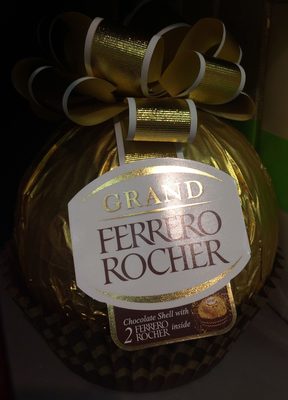 GRAND
FERRERO
ROCHER
Chocolate Shell with
2 FERRERO
ROCHER inside